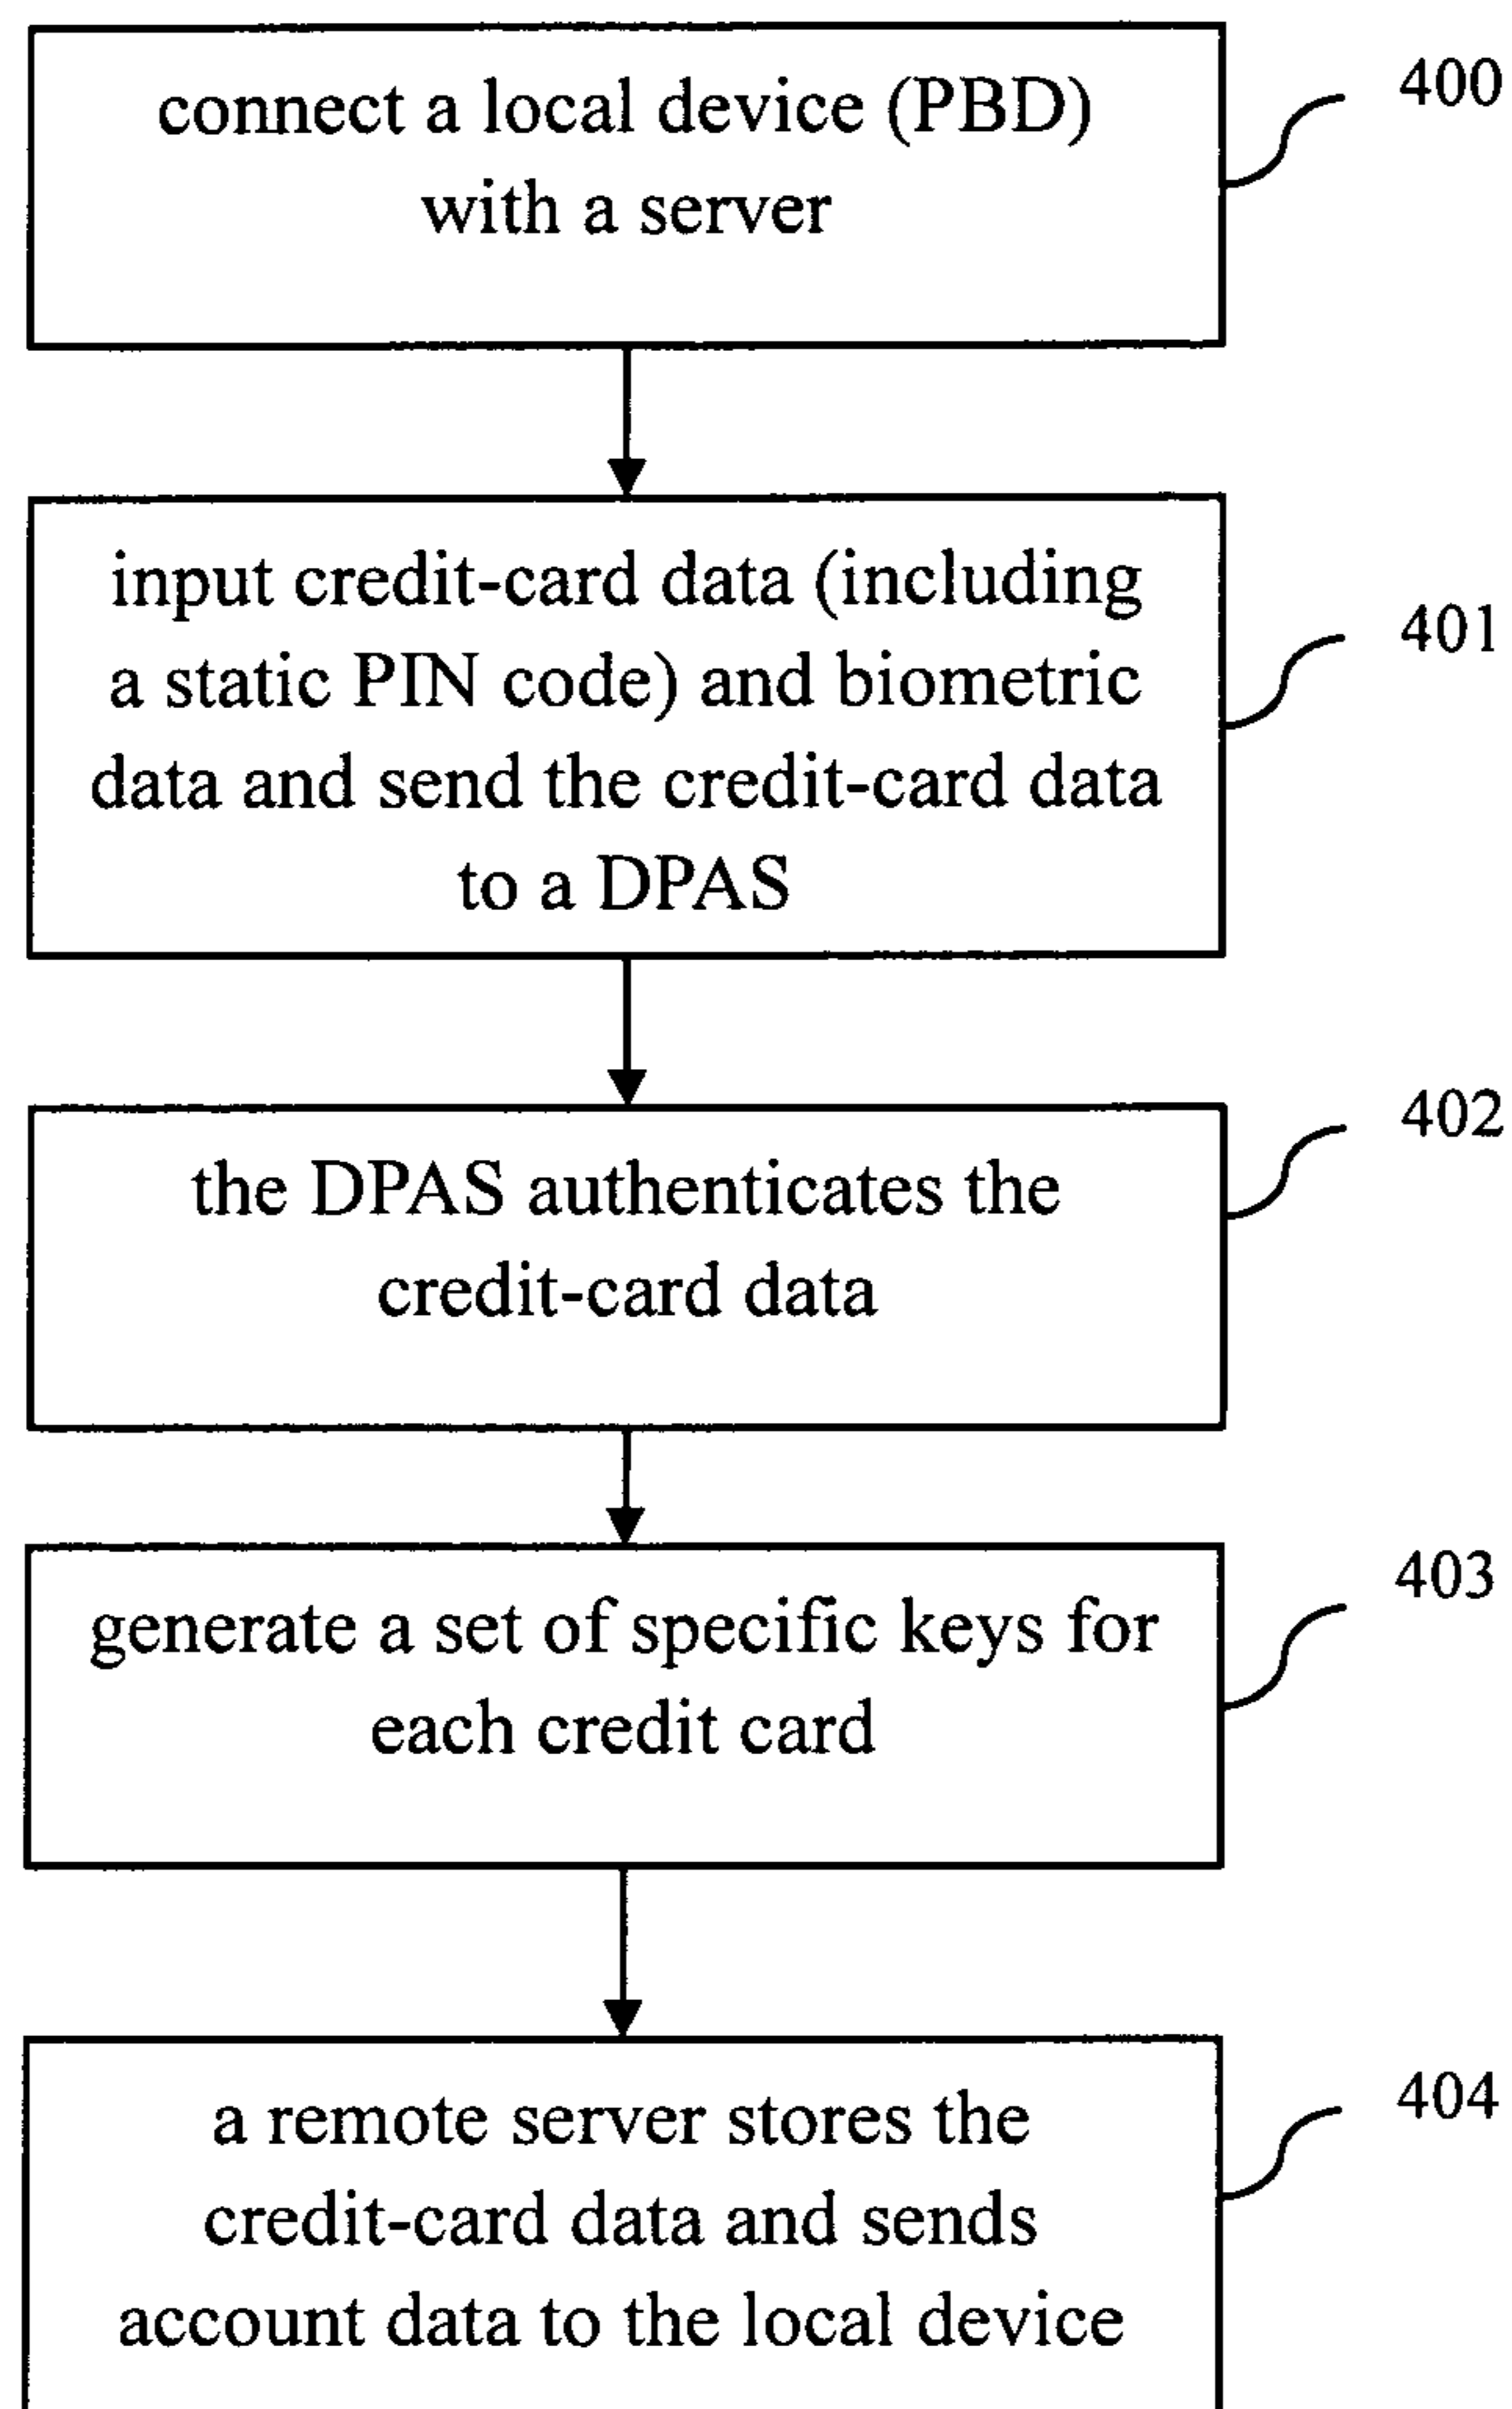 connect a local device (PBD)
with a server
400
input credit-card data (including
a static PIN code) and biometric
data and send the credit-card data
to a DPAS
401
the DPAS authenticates the
credit-card data
402
generate a set of specific keys for
each credit card
403
a remote server stores the
credit-card data and sends
account data to the local device
404